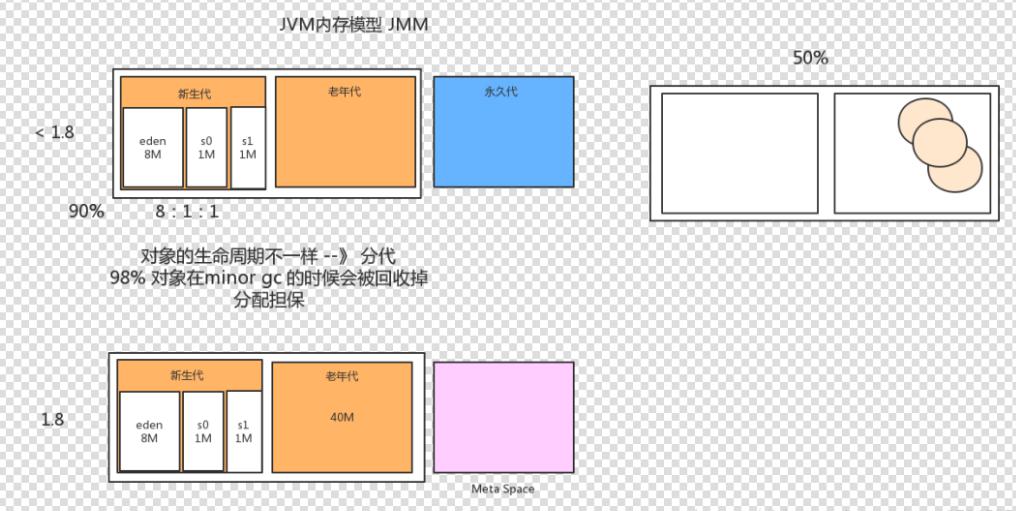 JVM内存模型 JMM
50%
新生代
老年代
永久代
< 1.8
eden
8M
s0
1M
s1
1M
90%
8 : 1 : 1
对象的生命周期不一样 --》 分代
98% 对象在minor gc 的时候会被回收掉
分配担保
新生代
老年代
1.8
eden
8M
s0
1M
s1
1M
40M
Meta Space